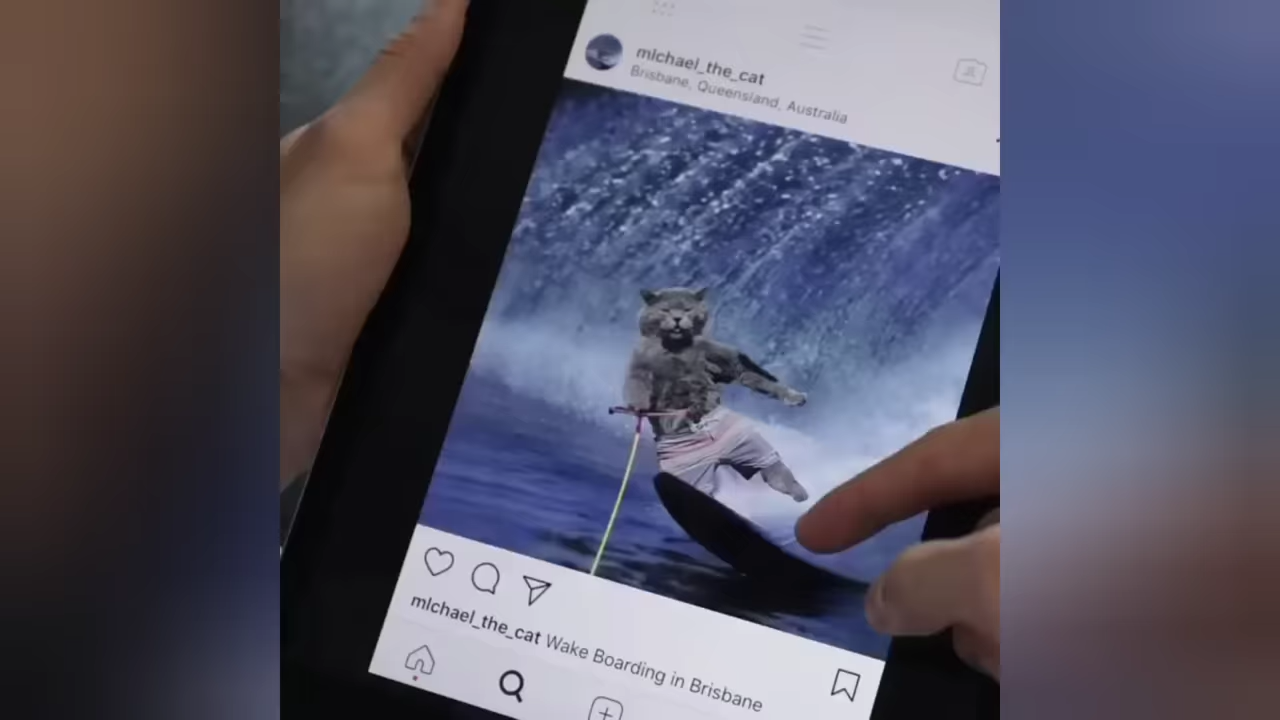 mIchael_the_cat
Brisbane, Queensland, Australia
mIchael_the_cat Wake Boarding in Brisbane